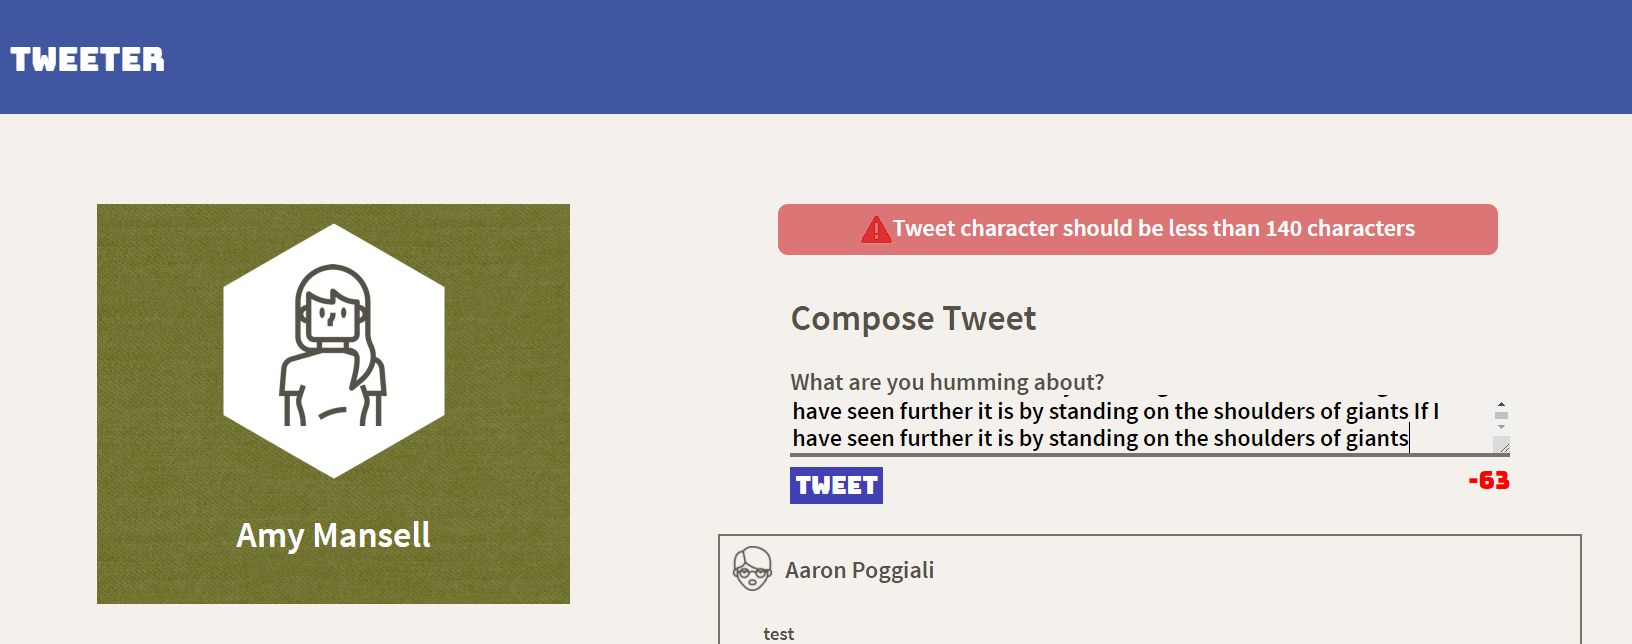 TWEETER
Tweet character should be less than 140 characters
Compose Tweet
What are you humming about?
have seen further it is by standing on the shoulders of giants If I
have seen further it is by standing on the shoulders of giants
TWEET
-63
Amy Mansell
Aaron Poggiali
test